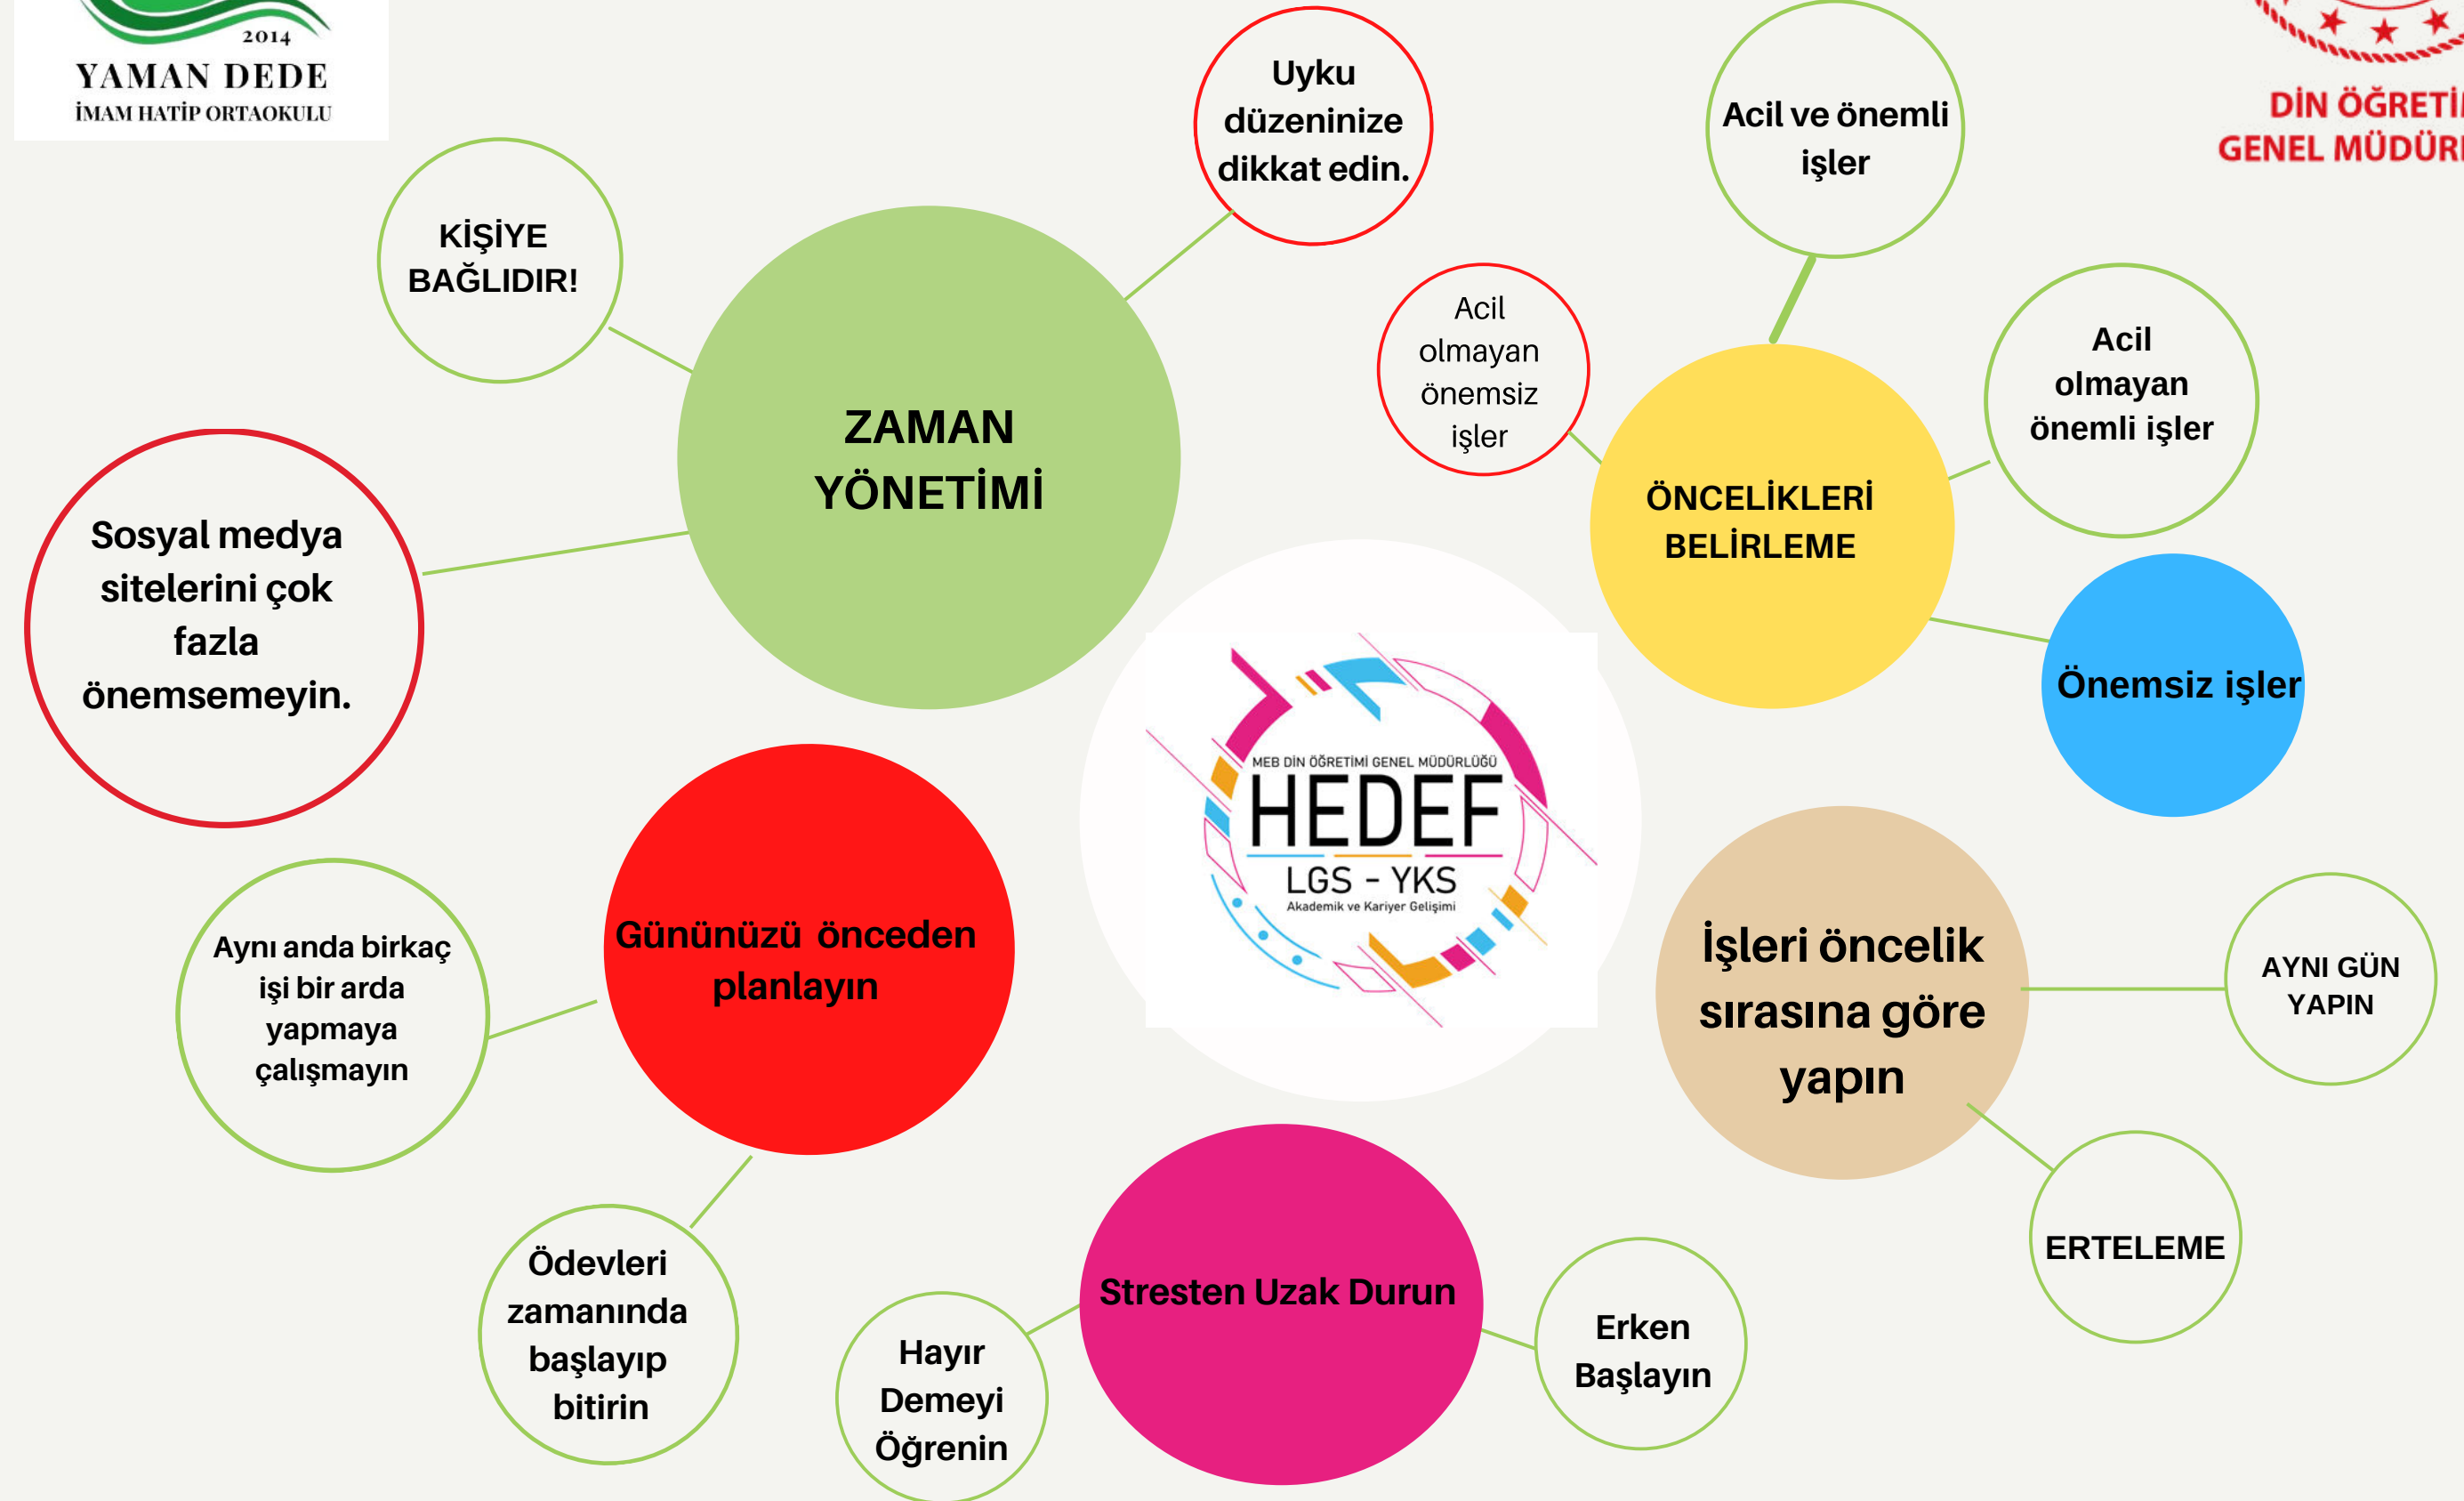 2014
YAMAN DEDE
İMAM HATİP ORTAOKULU
DİN
GENEL
KİŞİYE
BAĞLIDIR!
Uyku
düzeninize
dikkat edin.
Acil ve önemli
işler
Acil
olmayan
önemsiz
işler
Acil
olmayan
önemli işler
ZAMAN
YÖNETİMİ
ÖNCELİKLERİ
BELİRLEME
Sosyal medya
sitelerini çok
fazla
önemsemeyin.
Önemsiz işler
MEB DİN ÖĞRETİMİ GENEL MÜDÜRLÜĞÜ
HEDEF
LGS - YKS
Akademik ve Kariyer Gelişimi
Gününüzü önceden
planlayın
Aynı anda birkaç
işi bir arda
yapmaya
çalışmayın
İşleri öncelik
sırasına göre
yapın
AYNI GÜN
YAPIN
ERTELEME
Ödevleri
zamanında
başlayıp
bitirin
Stresten Uzak Durun
Hayır
Demeyi
Öğrenin
Erken
Başlayın